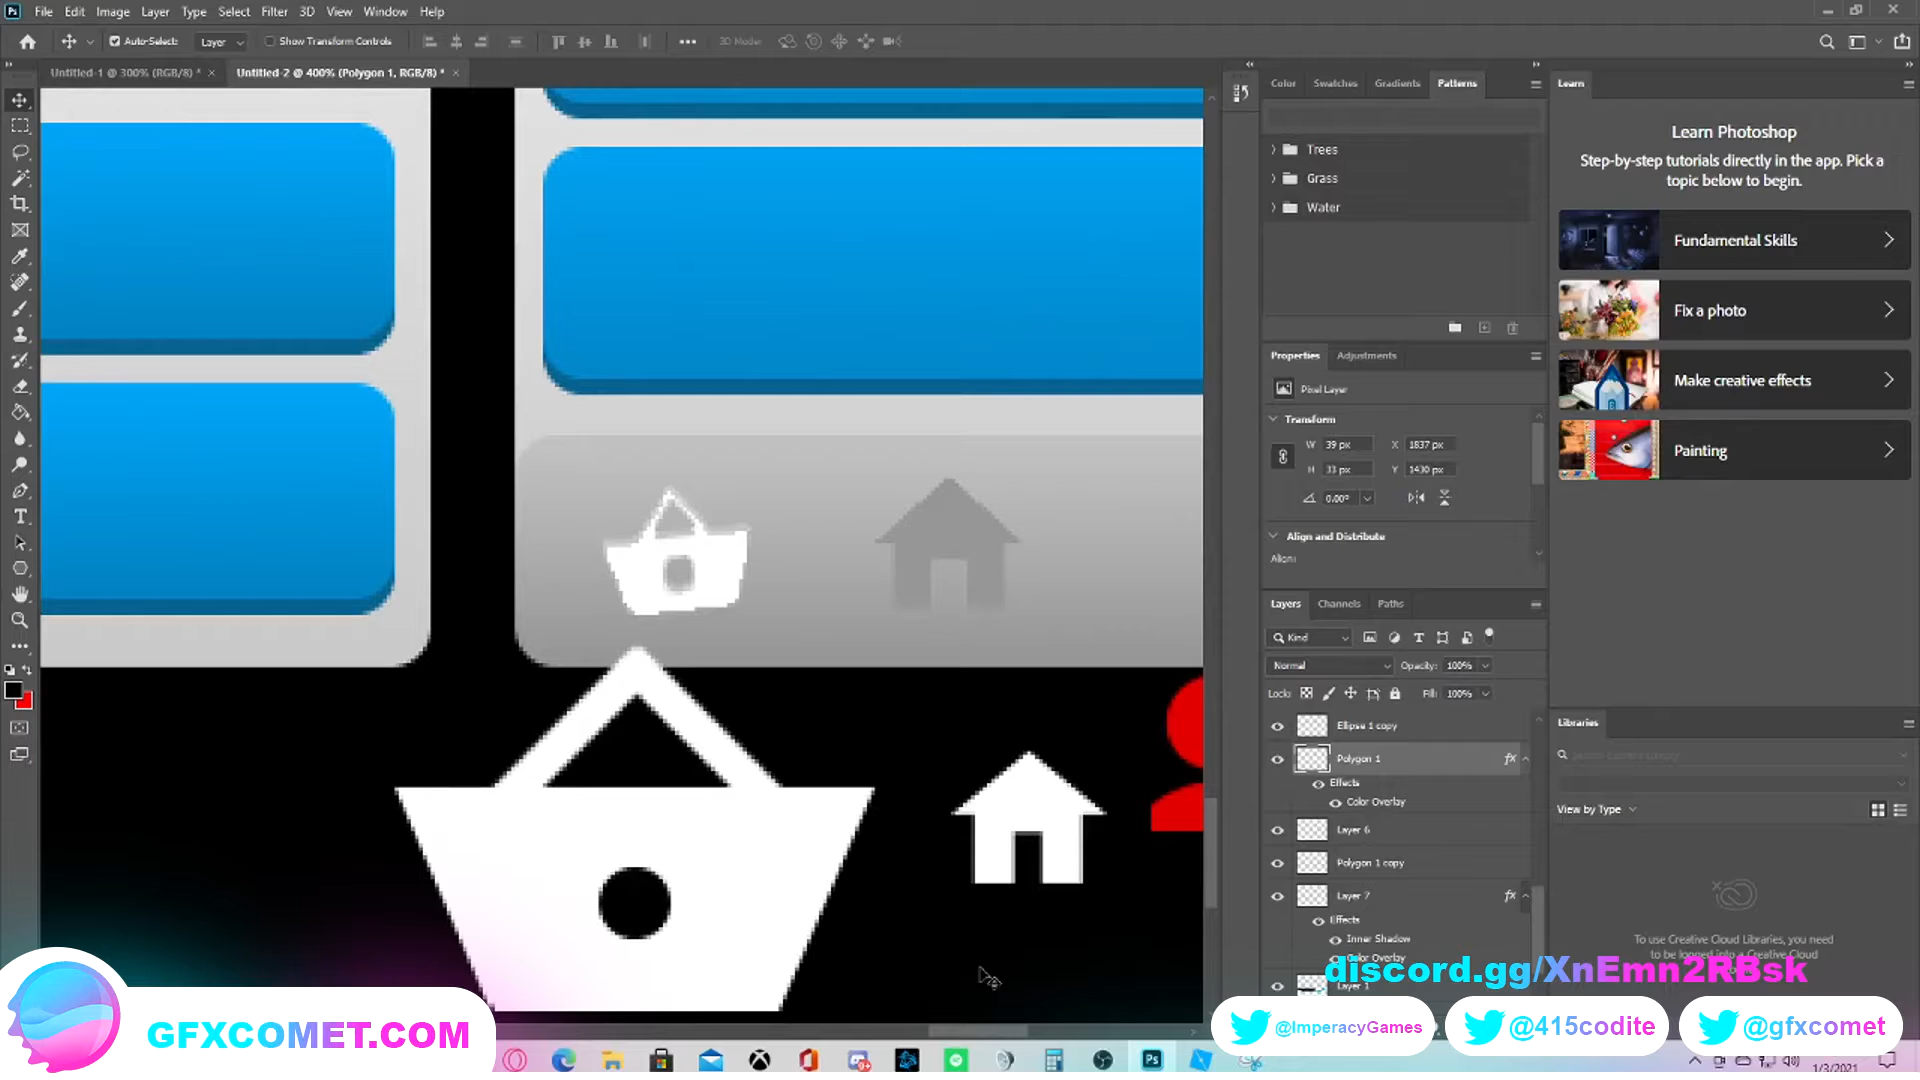 File Edit Image Layer Type Select Filter 3D View Window Help
Auto-Select: Layer Show Transform Controls 3D Mode:
Untitled-1 @ 300% (RGB/8) * × Untitled-2 @ 400% (Polygon 1, RGB/8) * ×
Color Swatches Gradients Patterns
Trees
Grass
Water
Properties Adjustments
Pixel Layer
Transform
W 39 px X 1837 px
H 33 px Y 1430 px
0.00°
Align and Distribute
Align:
Layers Channels Paths
Kind
Normal Opacity: 100%
Lock: Fill: 100%
Ellipse 1 copy
Polygon 1 fx
Effects
Color Overlay
Layer 6
Polygon 1 copy
Layer 7 fx
Effects
Inner Shadow
Color Overlay
Layer 1
Learn
Learn Photoshop
Step-by-step tutorials directly in the app. Pick a
topic below to begin.
Fundamental Skills
Fix a photo
Make creative effects
Painting
Libraries
View by Type
To use Creative Cloud Libraries, you need
to be logged into a Creative Cloud
discord.gg/XnEmn2RBsk
GFXCOMET.COM
@ImperacyGames @415codite @gfxcomet
Ps
1/3/2021